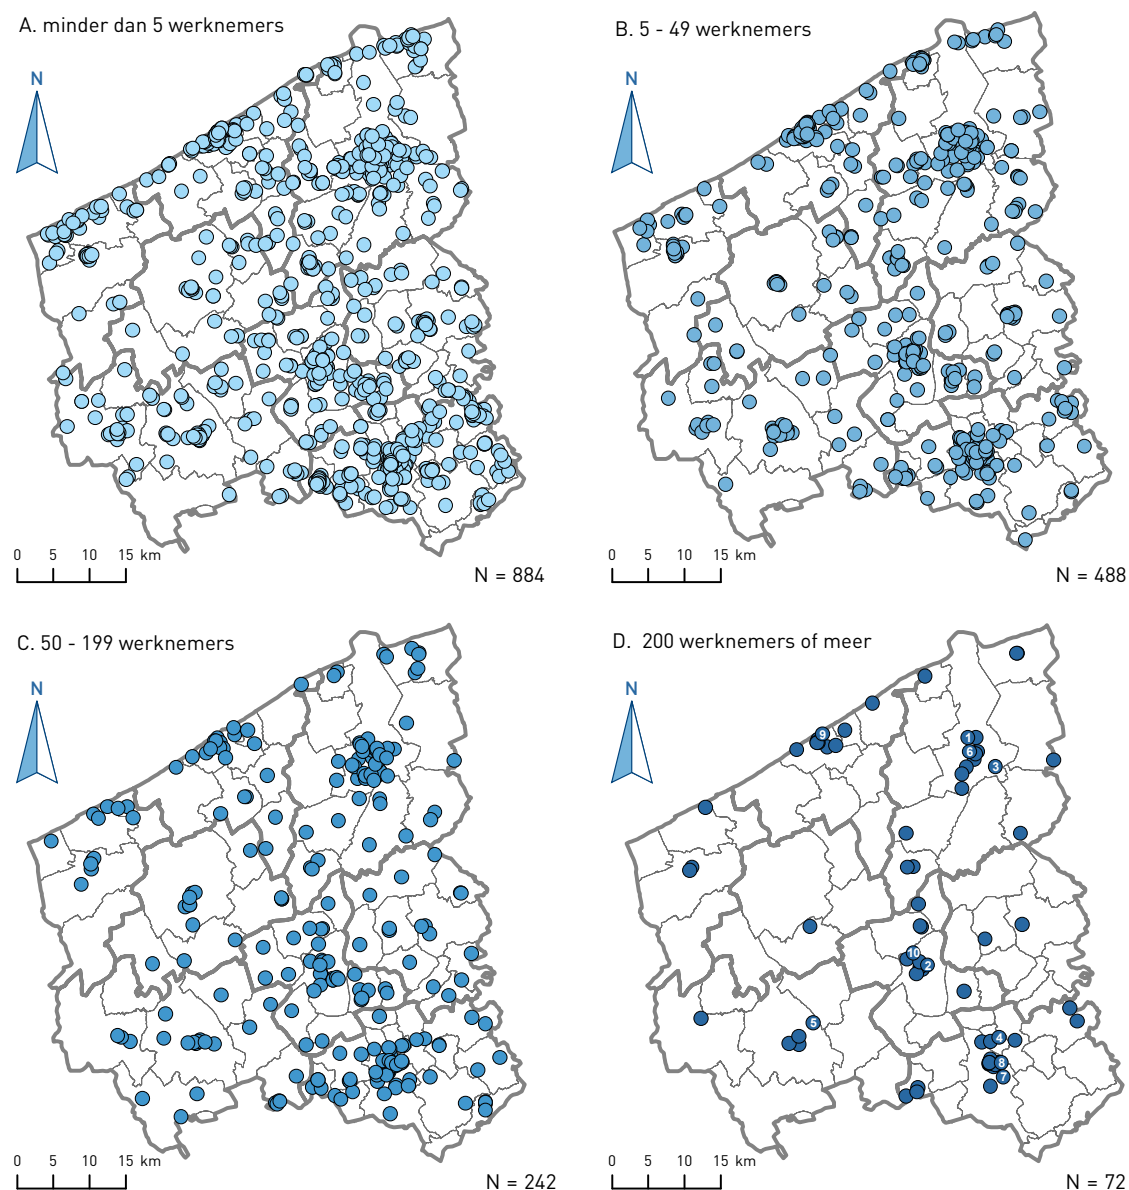 A. minder dan 5 werknemers
N
0 5 10 15 km
N = 884
B. 5 - 49 werknemers
N
0 5 10 15 km
N = 488
C. 50 - 199 werknemers
N
0 5 10 15 km
N = 242
D. 200 werknemers of meer
N
9
1
6
3
10
2
5
4
8
7
0 5 10 15 km
N = 72